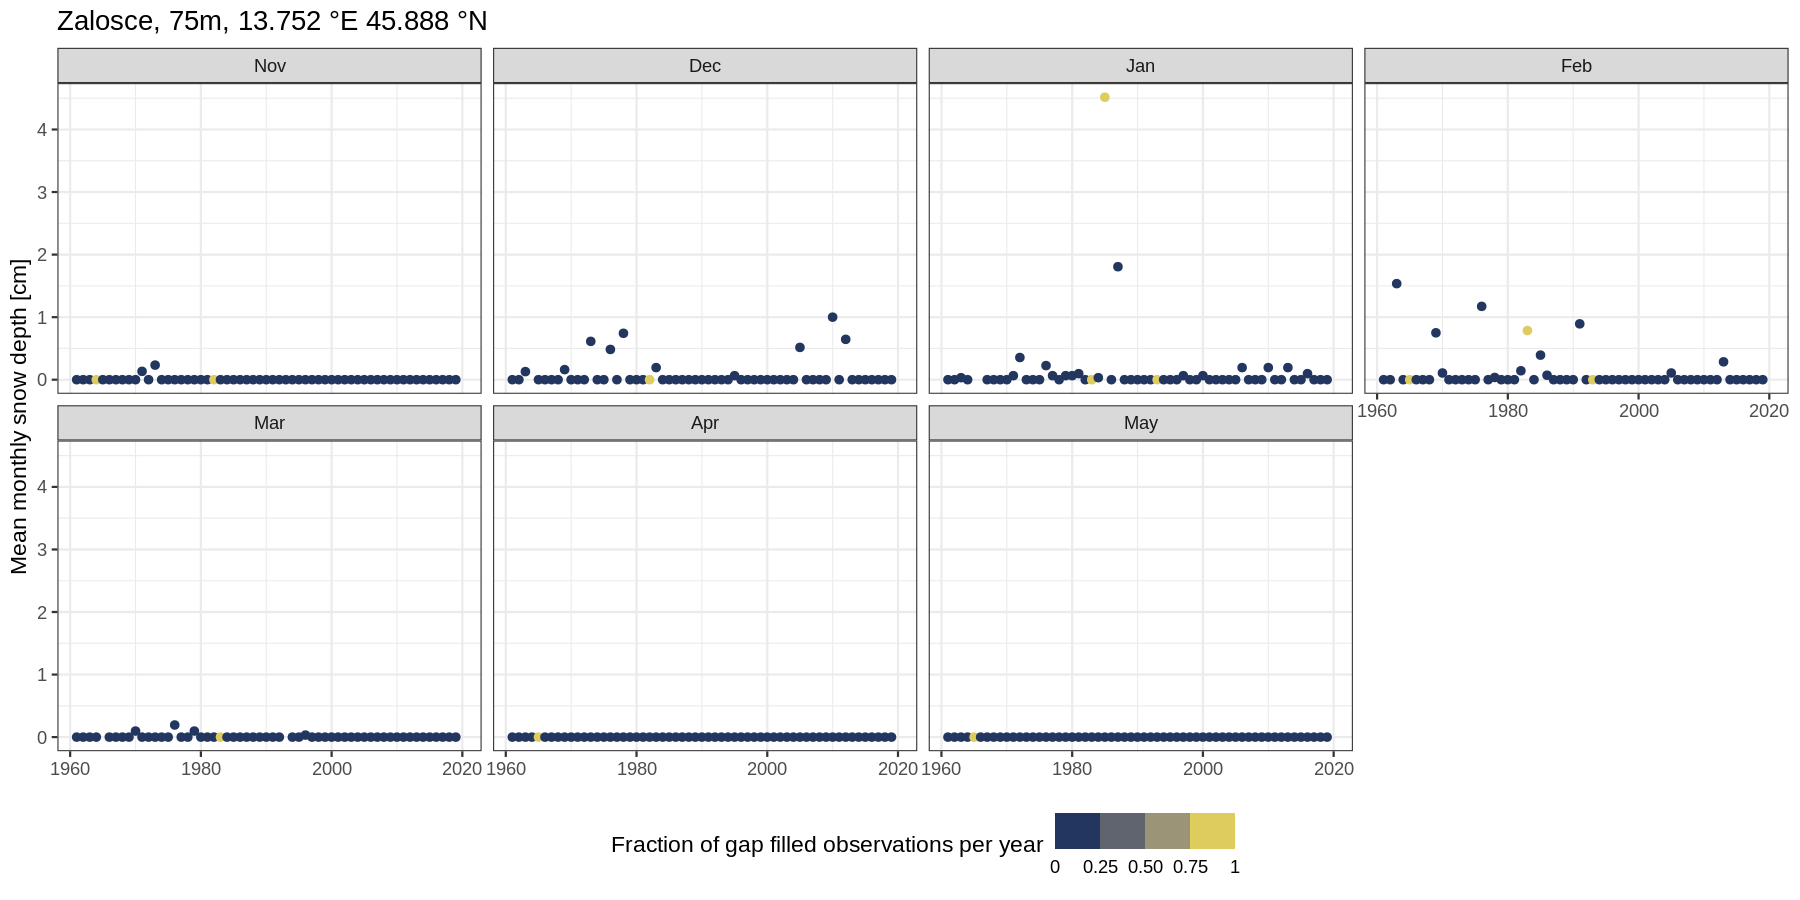 Zalosce, 75m, 13.752 °E 45.888 °N
Nov
Dec
Jan
Feb
4
3
2
1
0
1960 1980 2000 2020
Mean monthly snow depth [cm]
Mar
Apr
May
4
3
2
1
0
1960 1980 2000 2020
1960 1980 2000 2020
1960 1980 2000 2020
Fraction of gap filled observations per year
0 0.25 0.50 0.75 1